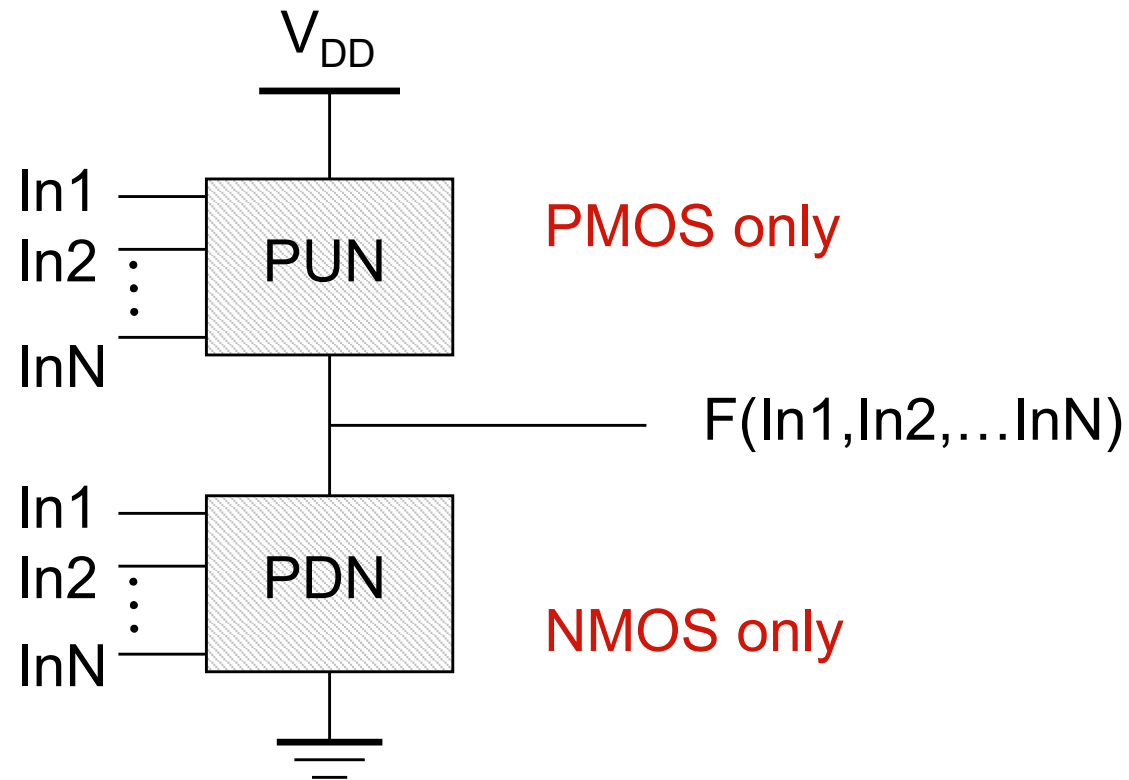 VDD
In1
In2
InN
PUN
PMOS only
F(In1,In2,…InN)
In1
In2
InN
PDN
NMOS only